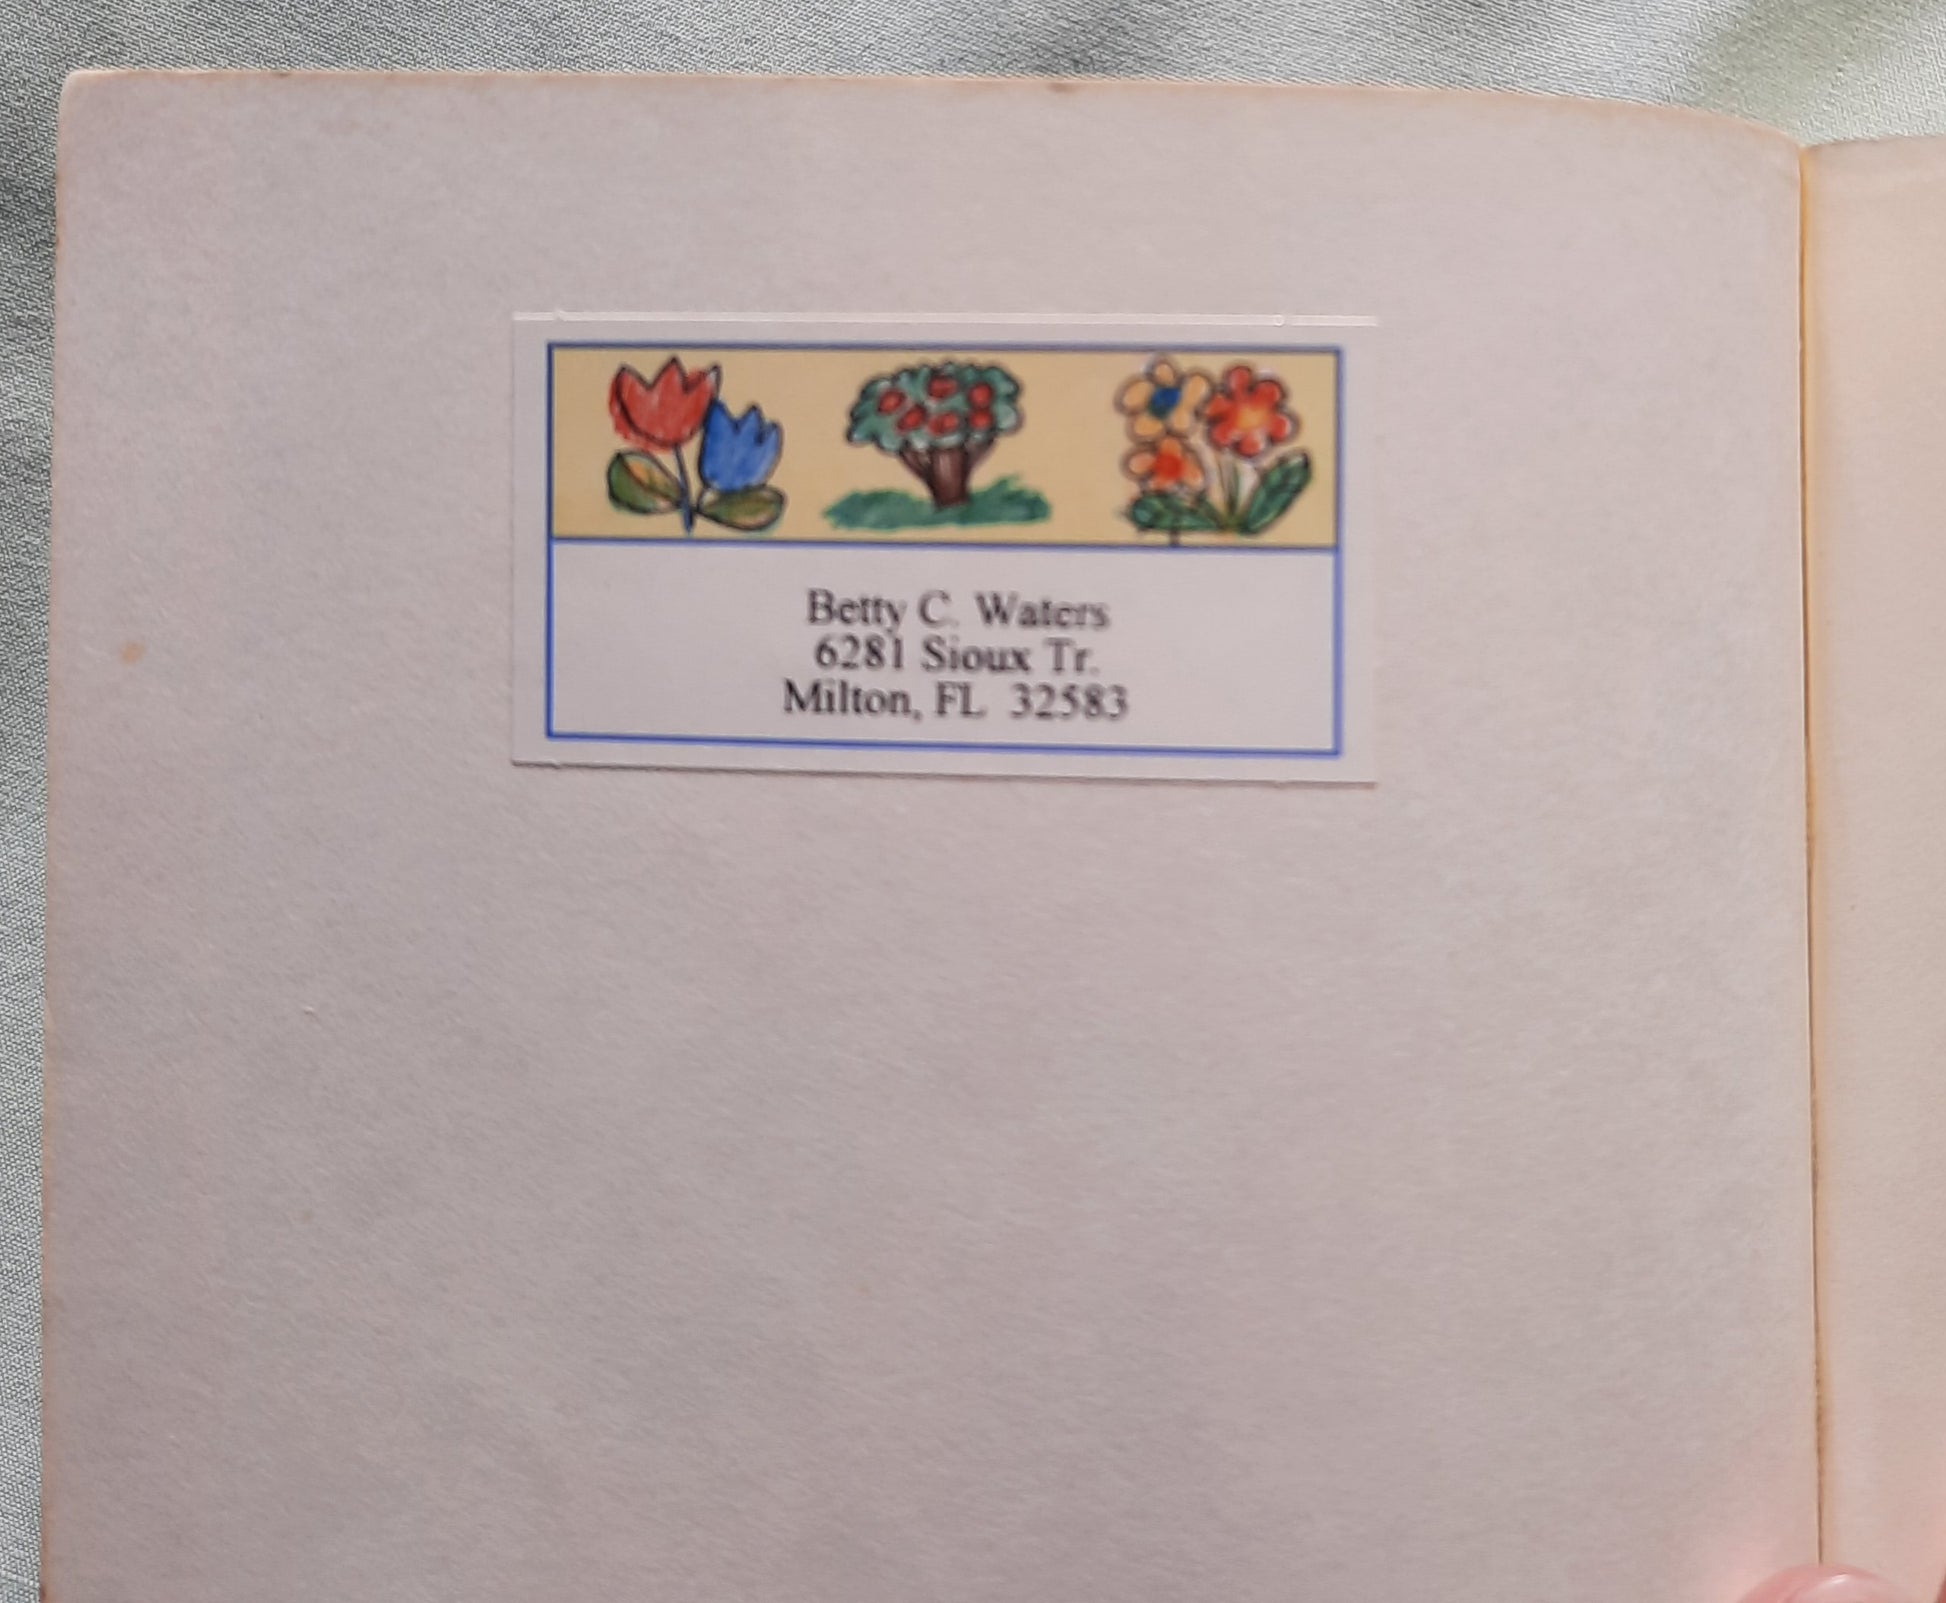 Betty C. Waters
6281 Sioux Tr.
Milton, FL 32583